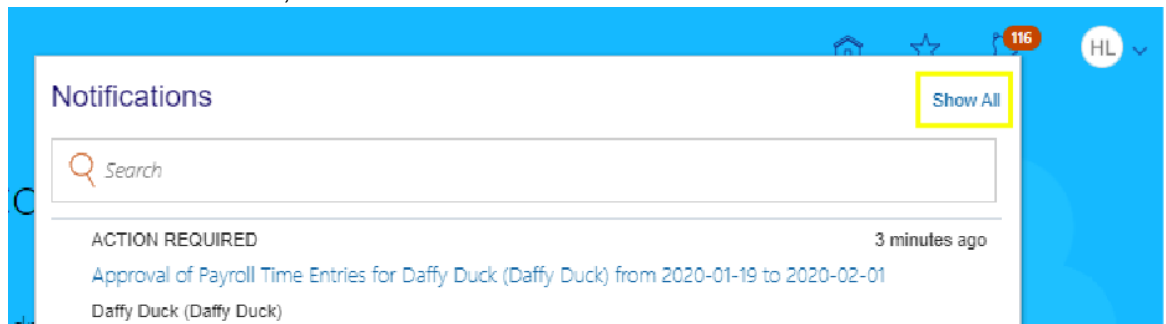 116
HL
Notifications
Show All
Search
ACTION REQUIRED
3 minutes ago
Approval of Payroll Time Entries for Daffy Duck (Daffy Duck) from 2020-01-19 to 2020-02-01
Daffy Duck (Daffy Duck)